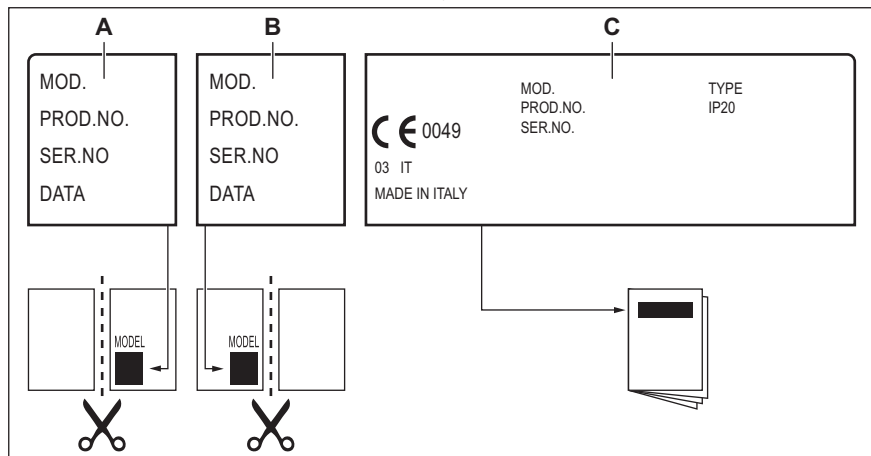 A
B
C
MOD.
PROD.NO.
SER.NO
DATA
MOD.
PROD.NO.
SER.NO
DATA
MOD.
PROD.NO.
SER.NO.
TYPE
IP20
CE 0049
03 IT
MADE IN ITALY
MODEL
MODEL